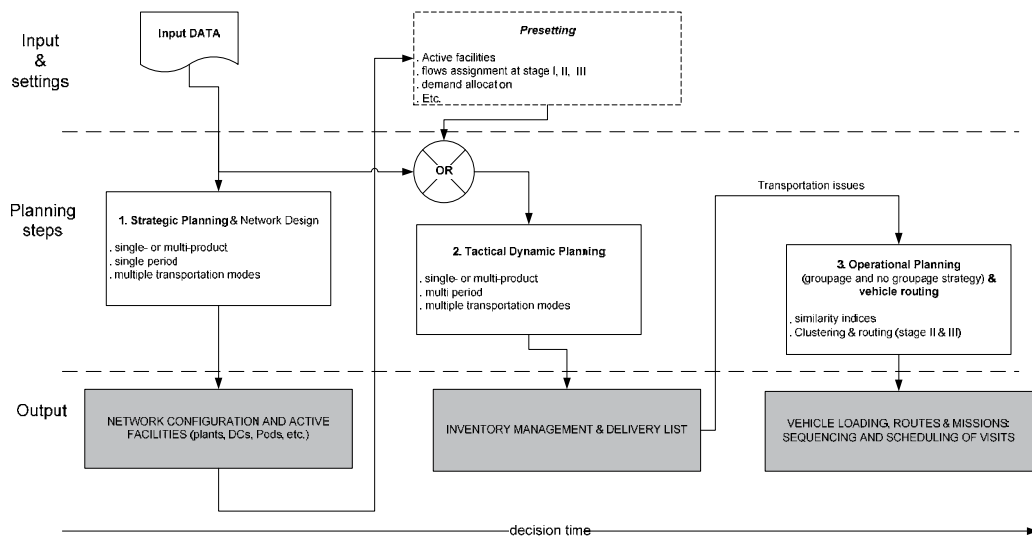 Input
&
settings
Input DATA
Presetting
. Active facilities
. flows assignment at stage I, II, III
. demand allocation
. Etc.
OR
Planning
steps
1. Strategic Planning & Network Design
. single- or multi-product
. single period
. multiple transportation modes
2. Tactical Dynamic Planning
. single- or multi-product
. multi period
. multiple transportation modes
Transportation issues
3. Operational Planning
(groupage and no groupage strategy) &
vehicle routing
. similarity indices
. Clustering & routing (stage II & III)
Output
NETWORK CONFIGURATION AND ACTIVE
FACILITIES (plants, DCs, Pods, etc.)
INVENTORY MANAGEMENT & DELIVERY LIST
VEHICLE LOADING, ROUTES & MISSIONS:
SEQUENCING AND SCHEDULING OF VISITS
decision time